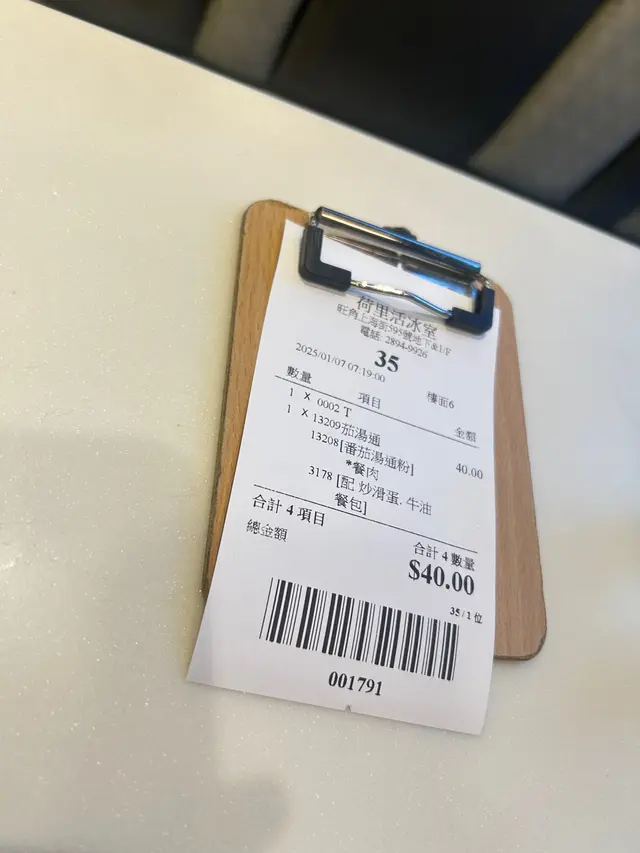 荷里活冰室
旺角上海街595號地下&1/F
電話: 2894-9926
35
2025/01/07 07:19:00 樓面6
數量 項目 金額
1 x 0002 T
1 x 13209茄湯通 40.00
13208[番茄湯通粉]
*餐肉
3178 [配 炒滑蛋. 牛油
餐包]
合計 4 項目 合計 4 數量
總金額 $40.00
35 / 1 位
001791